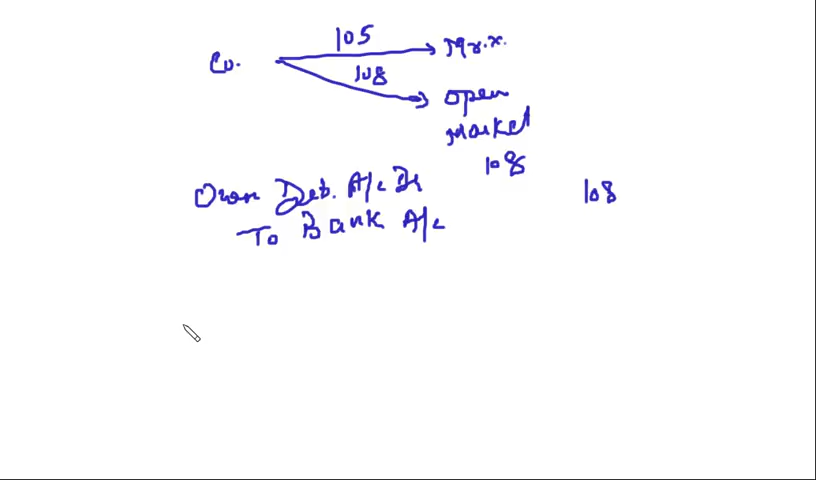 105
Co. Mr. x.
108
open
Market
108
Own Deb. A/c Dr 108
To Bank A/c